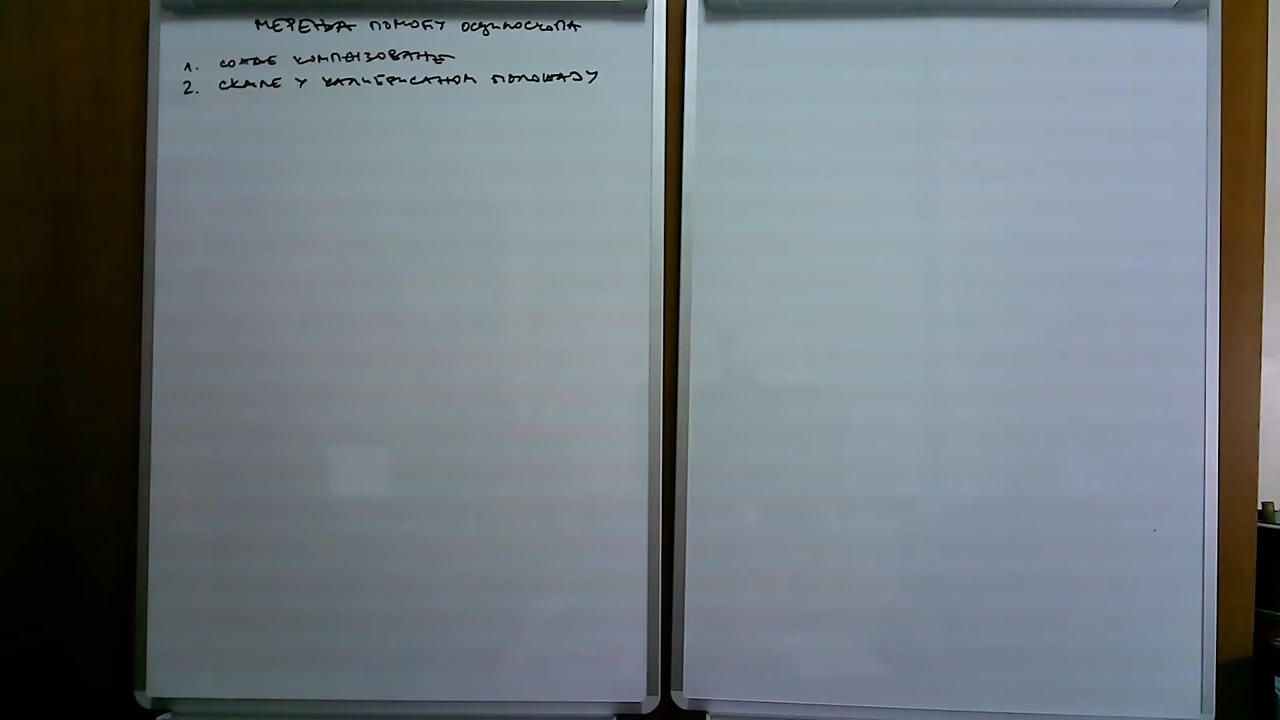 МЕРЕЊА ПОМОЋУ ОСЦИЛОСКОПА
1. СОНДЕ КОМПЕНЗОВАНЕ
2. СКАЛЕ У КАЛИБРИСАНОМ ПОЛОЖАЈУ